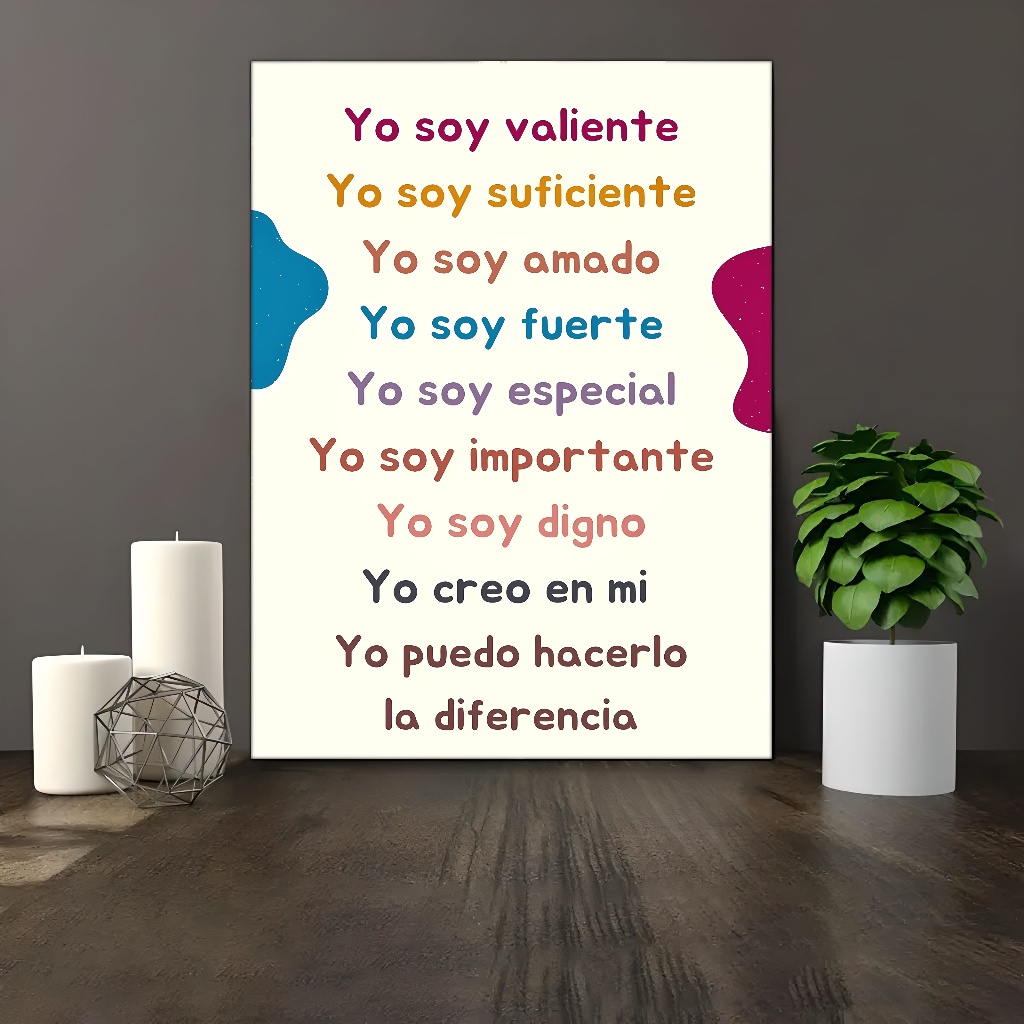 Yo soy valiente
Yo soy suficiente
Yo soy amado
Yo soy fuerte
Yo soy especial
Yo soy importante
Yo soy digno
Yo creo en mi
Yo puedo hacerlo
la diferencia